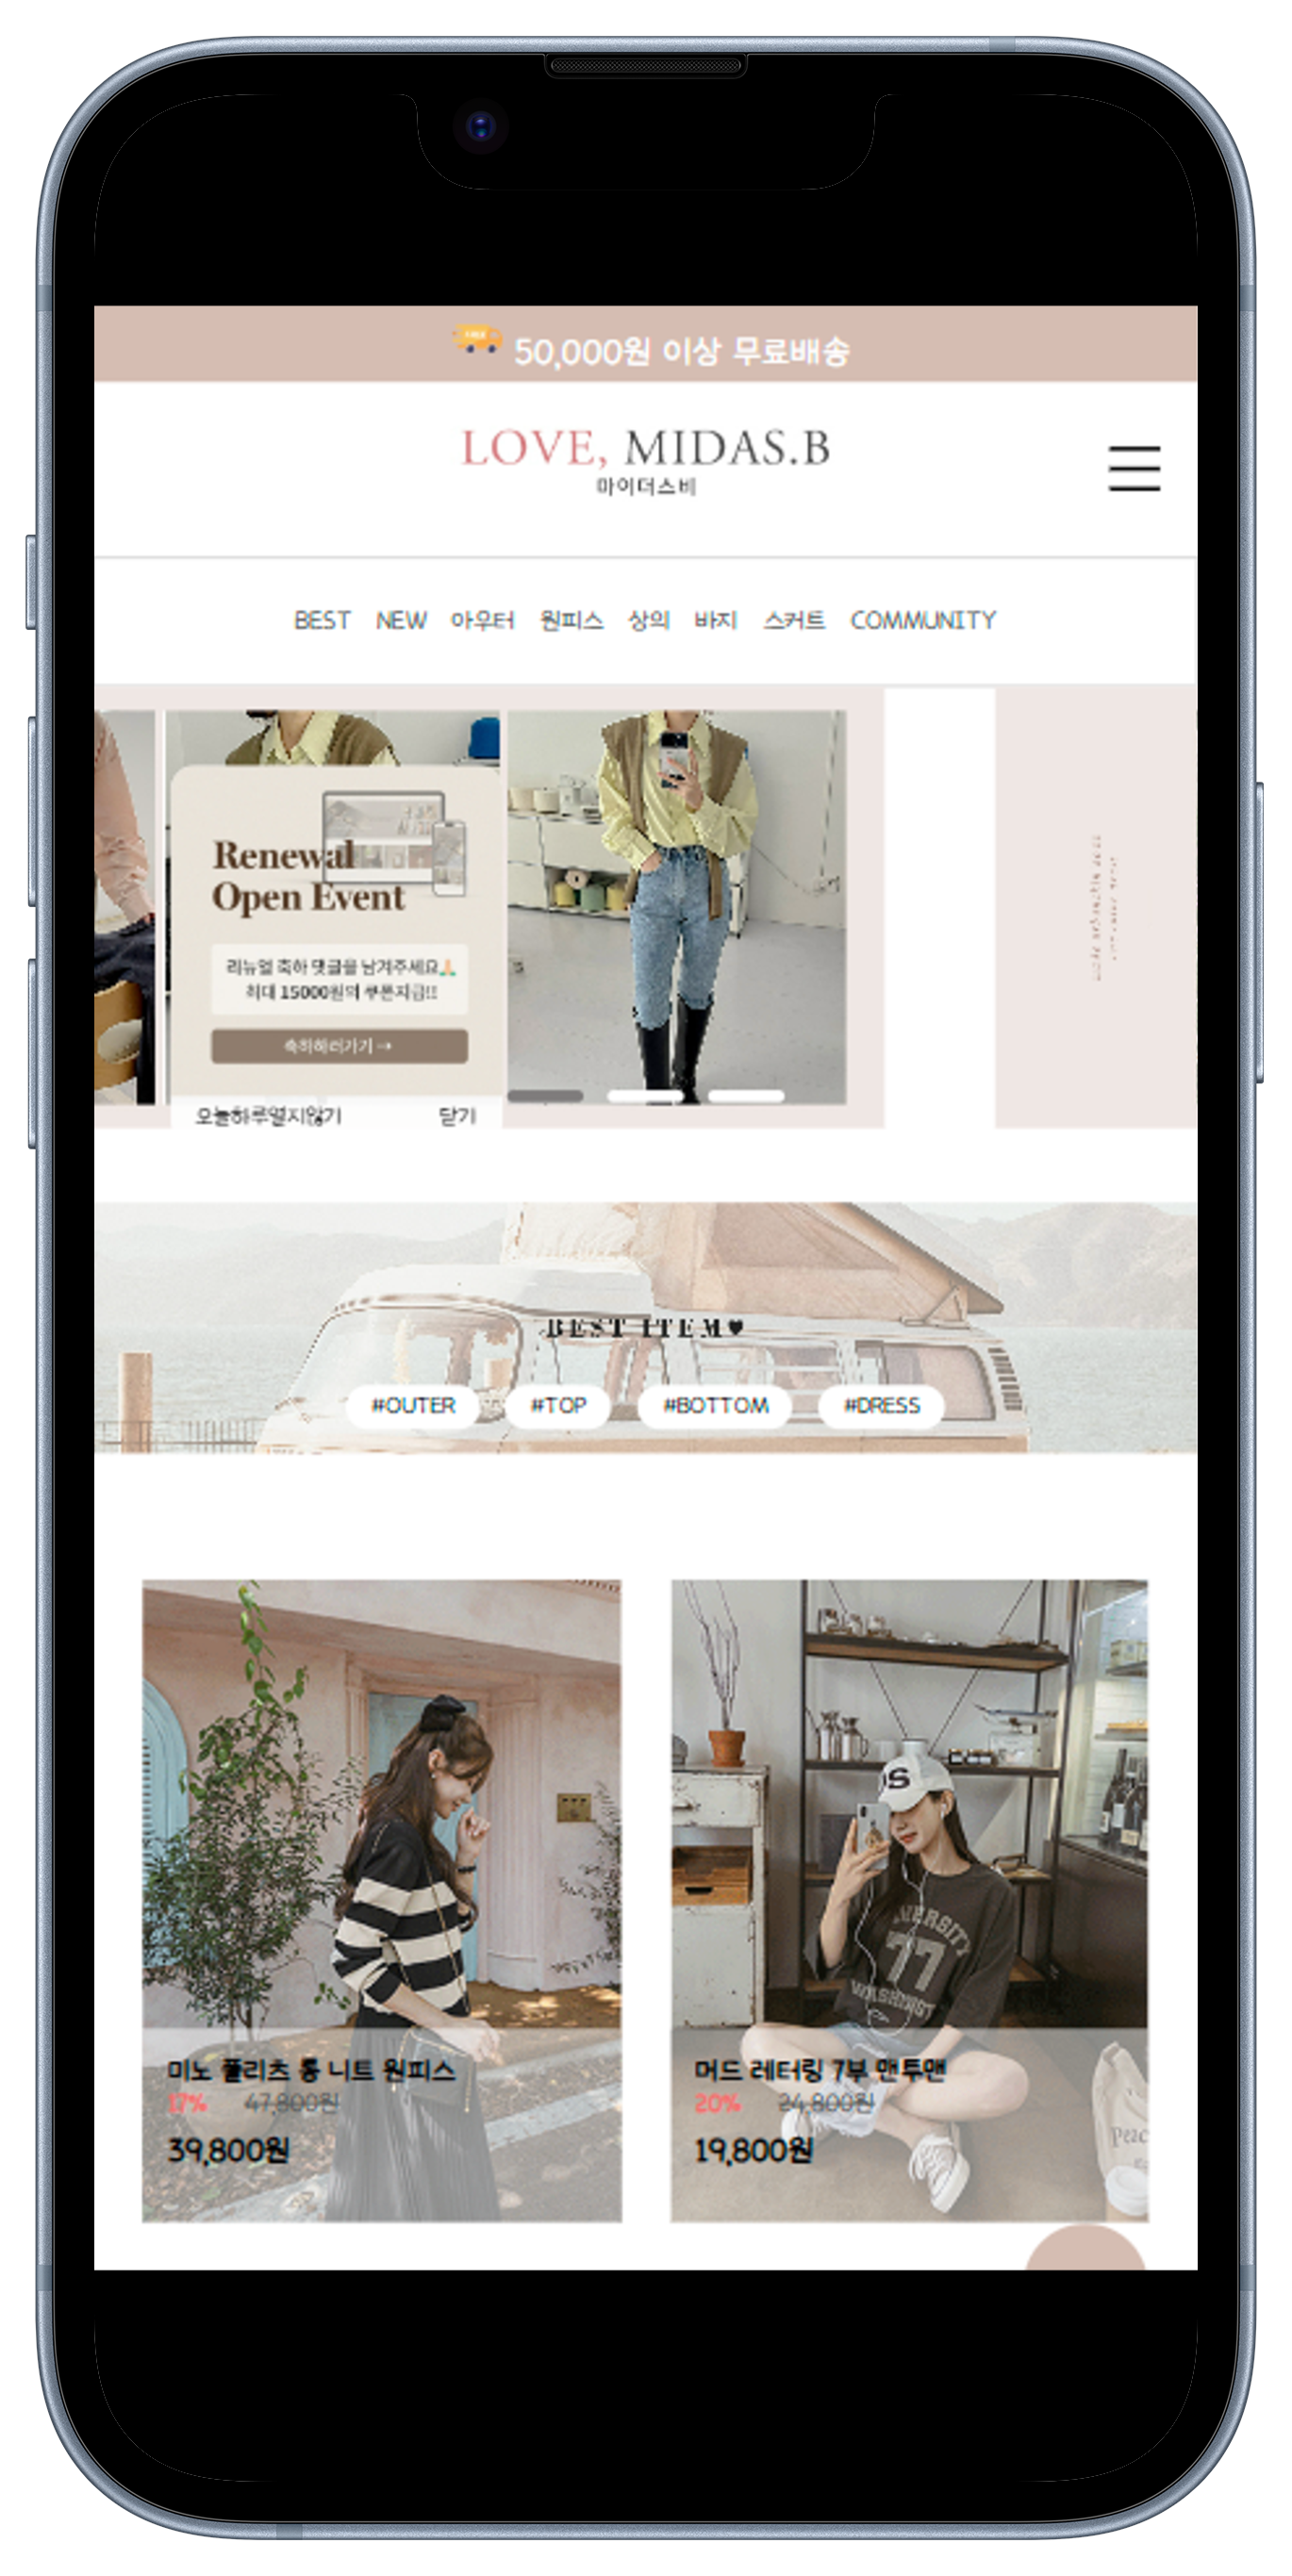 50,000원 이상 무료배송
LOVE, MIDAS.B
마이더스비
BEST NEW 아우터 원피스 상의 바지 스커트 COMMUNITY
Renewal
Open Event
리뉴얼 축하 댓글을 남겨주세요🙏
최대 15000원의 쿠폰지급!!
축하하러가기 →
오늘하루열지않기 닫기
BEST ITEM♥
#OUTER #TOP #BOTTOM #DRESS
미노 플리츠 롱 니트 원피스
17% 47,800원
39,800원
77
머드 레터링 7부 맨투맨
20% 24,800원
19,800원